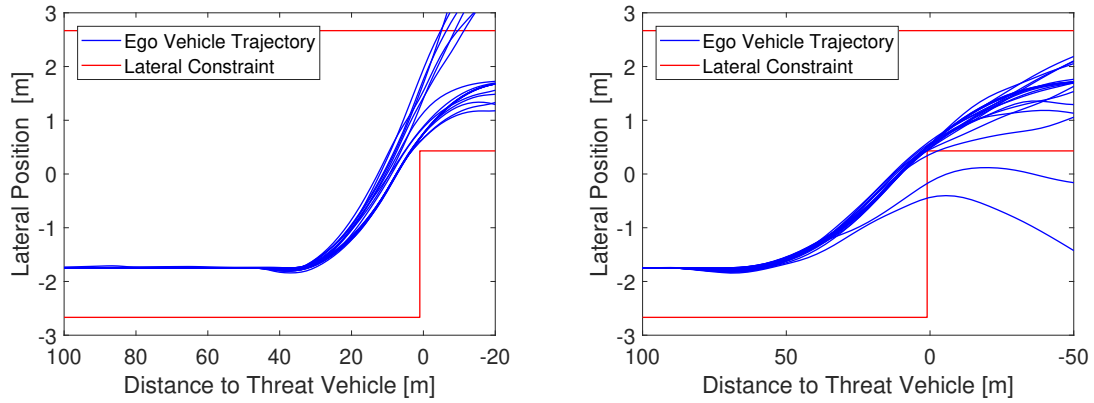 3
2
1
0
-1
-2
-3
Lateral Position [m]
Ego Vehicle Trajectory
Lateral Constraint
100 80 60 40 20 0 -20
Distance to Threat Vehicle [m]
3
2
1
0
-1
-2
-3
Lateral Position [m]
Ego Vehicle Trajectory
Lateral Constraint
100 50 0 -50
Distance to Threat Vehicle [m]